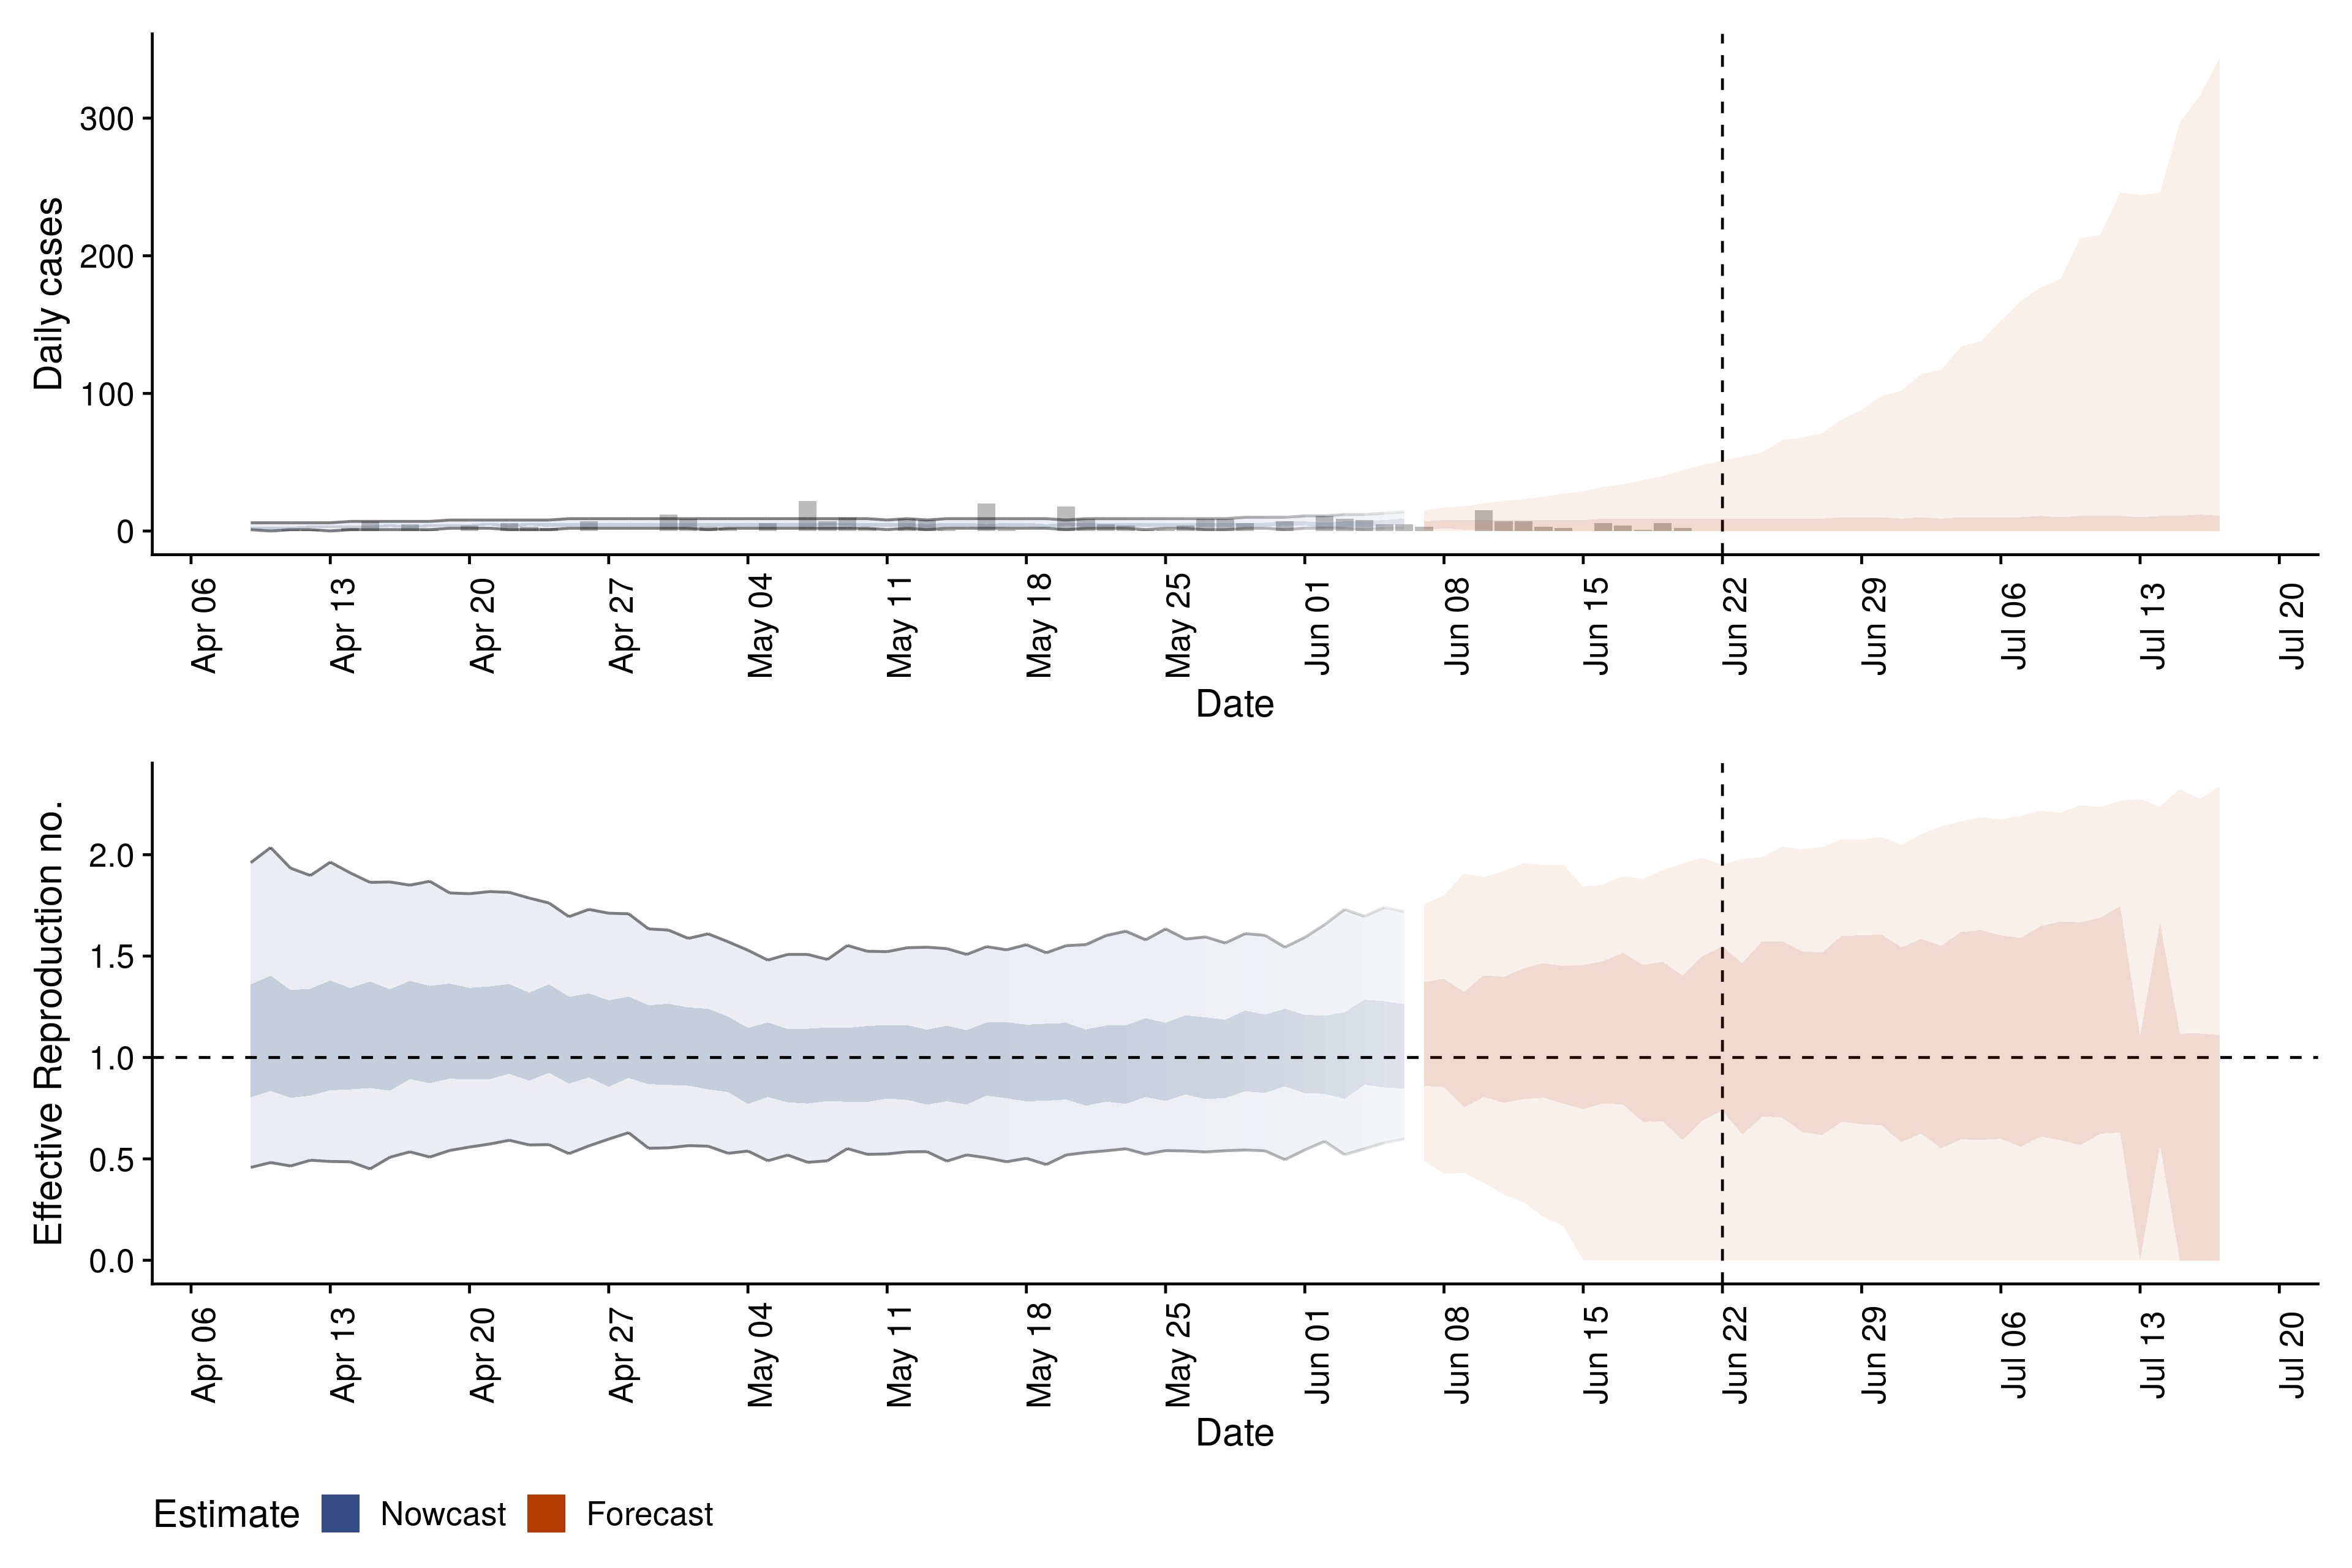 Daily cases
300
200
100
0
Apr 06 Apr 13 Apr 20 Apr 27 May 04 May 11 May 18 May 25 Jun 01 Jun 08 Jun 15 Jun 22 Jun 29 Jul 06 Jul 13 Jul 20
Date
Effective Reproduction no.
2.0
1.5
1.0
0.5
0.0
Apr 06 Apr 13 Apr 20 Apr 27 May 04 May 11 May 18 May 25 Jun 01 Jun 08 Jun 15 Jun 22 Jun 29 Jul 06 Jul 13 Jul 20
Date
Estimate Nowcast Forecast